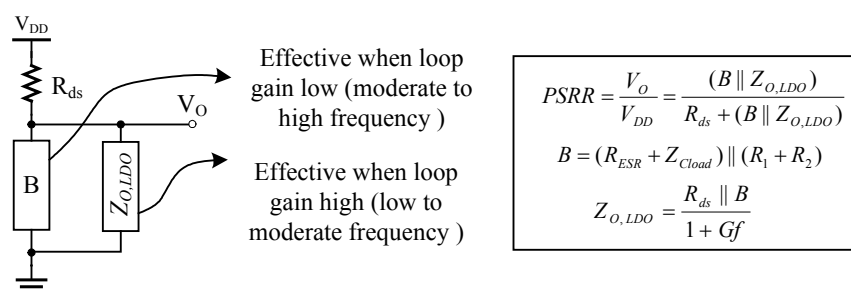 V_DD
R_ds
V_O
B
Z_O,LDO
Effective when loop
gain low (moderate to
high frequency )
Effective when loop
gain high (low to
moderate frequency )
PSRR = V_O / V_DD = (B || Z_O,LDO) / (R_ds + (B || Z_O,LDO))
B = (R_ESR + Z_Cload) || (R_1 + R_2)
Z_O,LDO = (R_ds || B) / (1 + Gf)